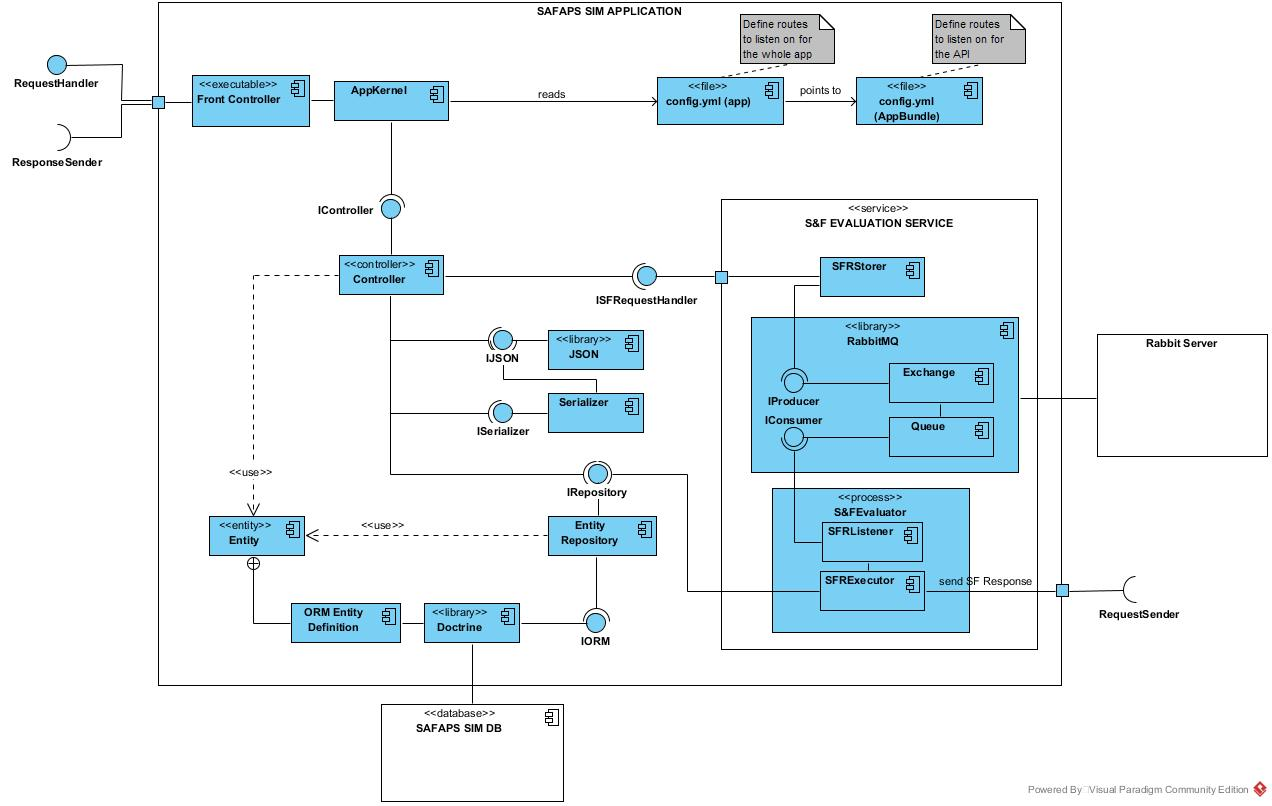 SAFAPS SIM APPLICATION
Define routes
to listen on for
the whole app
Define routes
to listen on for
the API
RequestHandler
ResponseSender
<<executable>>
Front Controller
AppKernel
reads
<<file>>
config.yml (app)
points to
<<file>>
config.yml
(AppBundle)
IController
<<controller>>
Controller
ISFRequestHandler
<<service>>
S&F EVALUATION SERVICE
SFRStorer
<<library>>
RabbitMQ
Exchange
IProducer
IConsumer
Queue
Rabbit Server
IJSON
<<library>>
JSON
Serializer
ISerializer
<<use>>
IRepository
<<entity>>
Entity
<<use>>
Entity
Repository
<<process>>
S&FEvaluator
SFRListener
SFRExecutor
send SF Response
RequestSender
ORM Entity
Definition
<<library>>
Doctrine
IORM
<<database>>
SAFAPS SIM DB
Powered By Visual Paradigm Community Edition